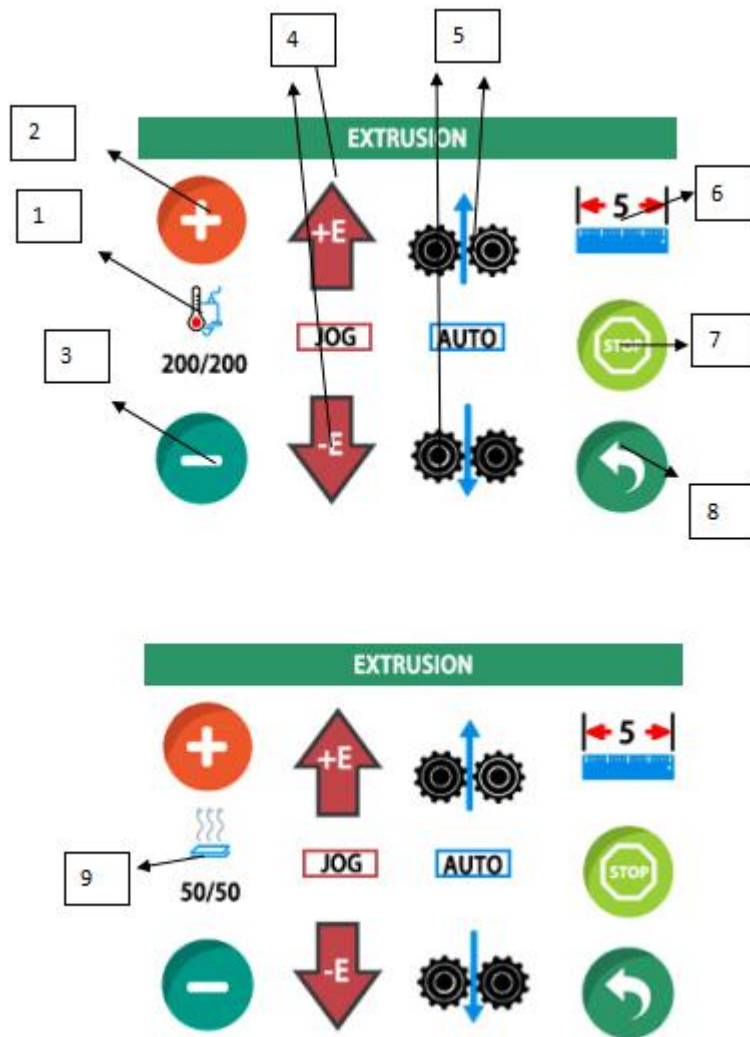 4 5
2
EXTRUSION
1
+E
5
6
JOG
AUTO
STOP
7
3
200/200
-E
8
EXTRUSION
+E
5
JOG
AUTO
STOP
9
50/50
-E